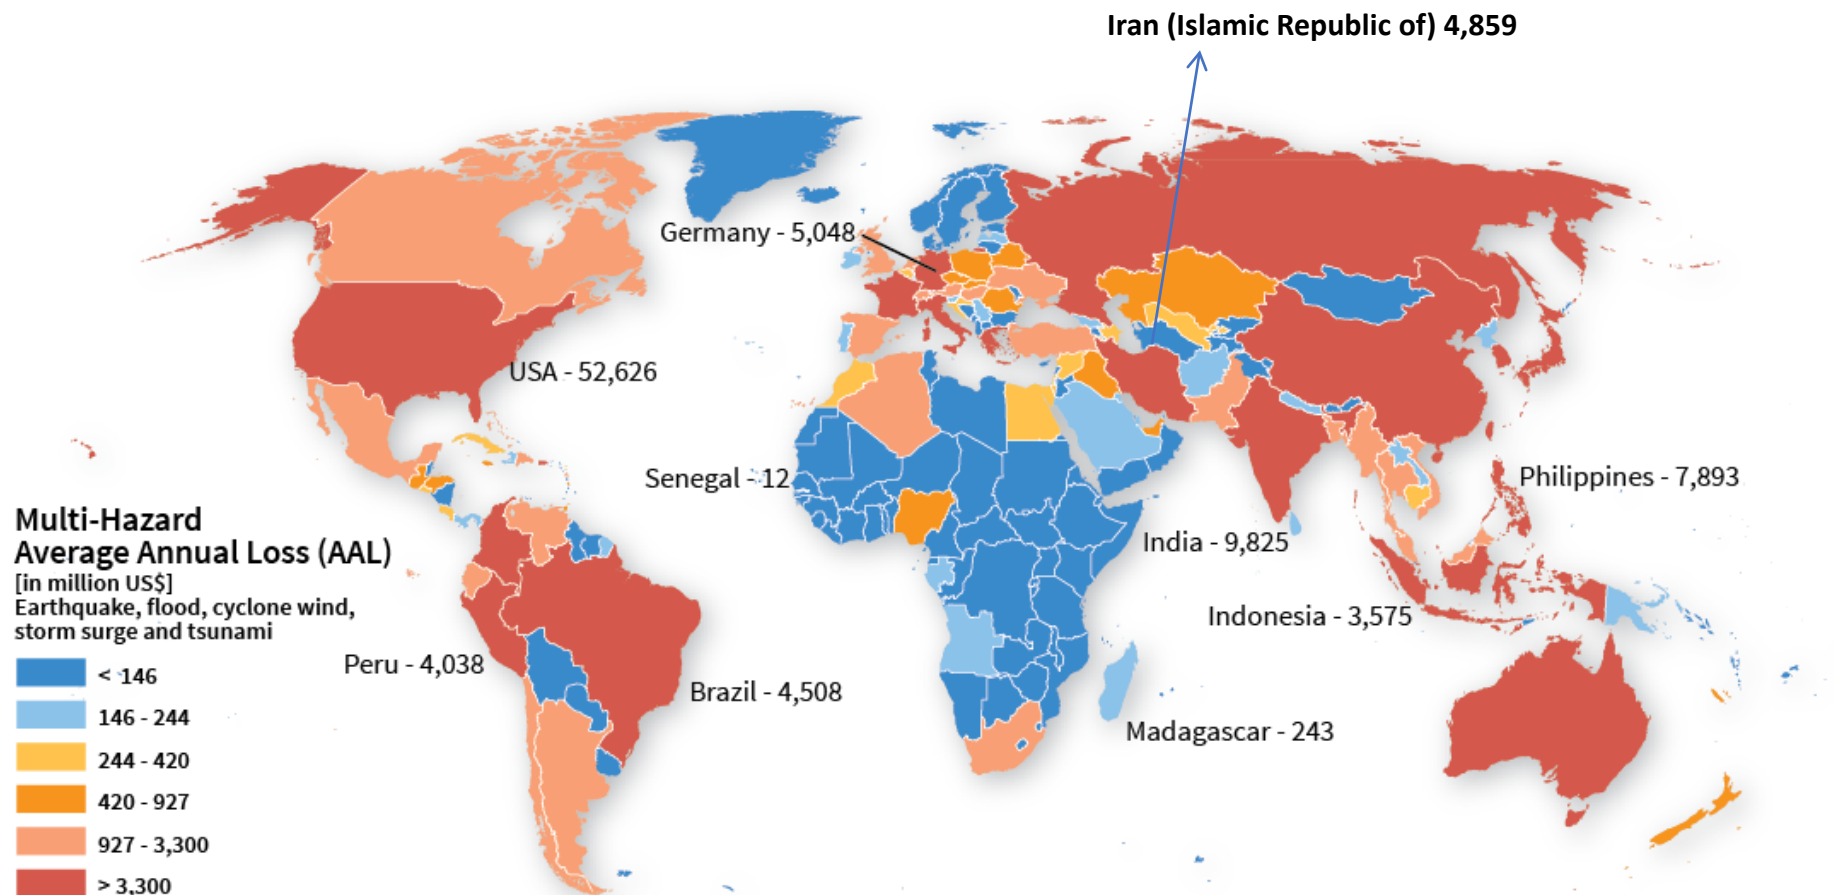 Iran (Islamic Republic of) 4,859
Germany - 5,048
USA - 52,626
Senegal - 12
Philippines - 7,893
India - 9,825
Indonesia - 3,575
Peru - 4,038
Brazil - 4,508
Madagascar - 243
Multi-Hazard
Average Annual Loss (AAL)
[in million US$]
Earthquake, flood, cyclone wind,
storm surge and tsunami
< 146
146 - 244
244 - 420
420 - 927
927 - 3,300
> 3,300